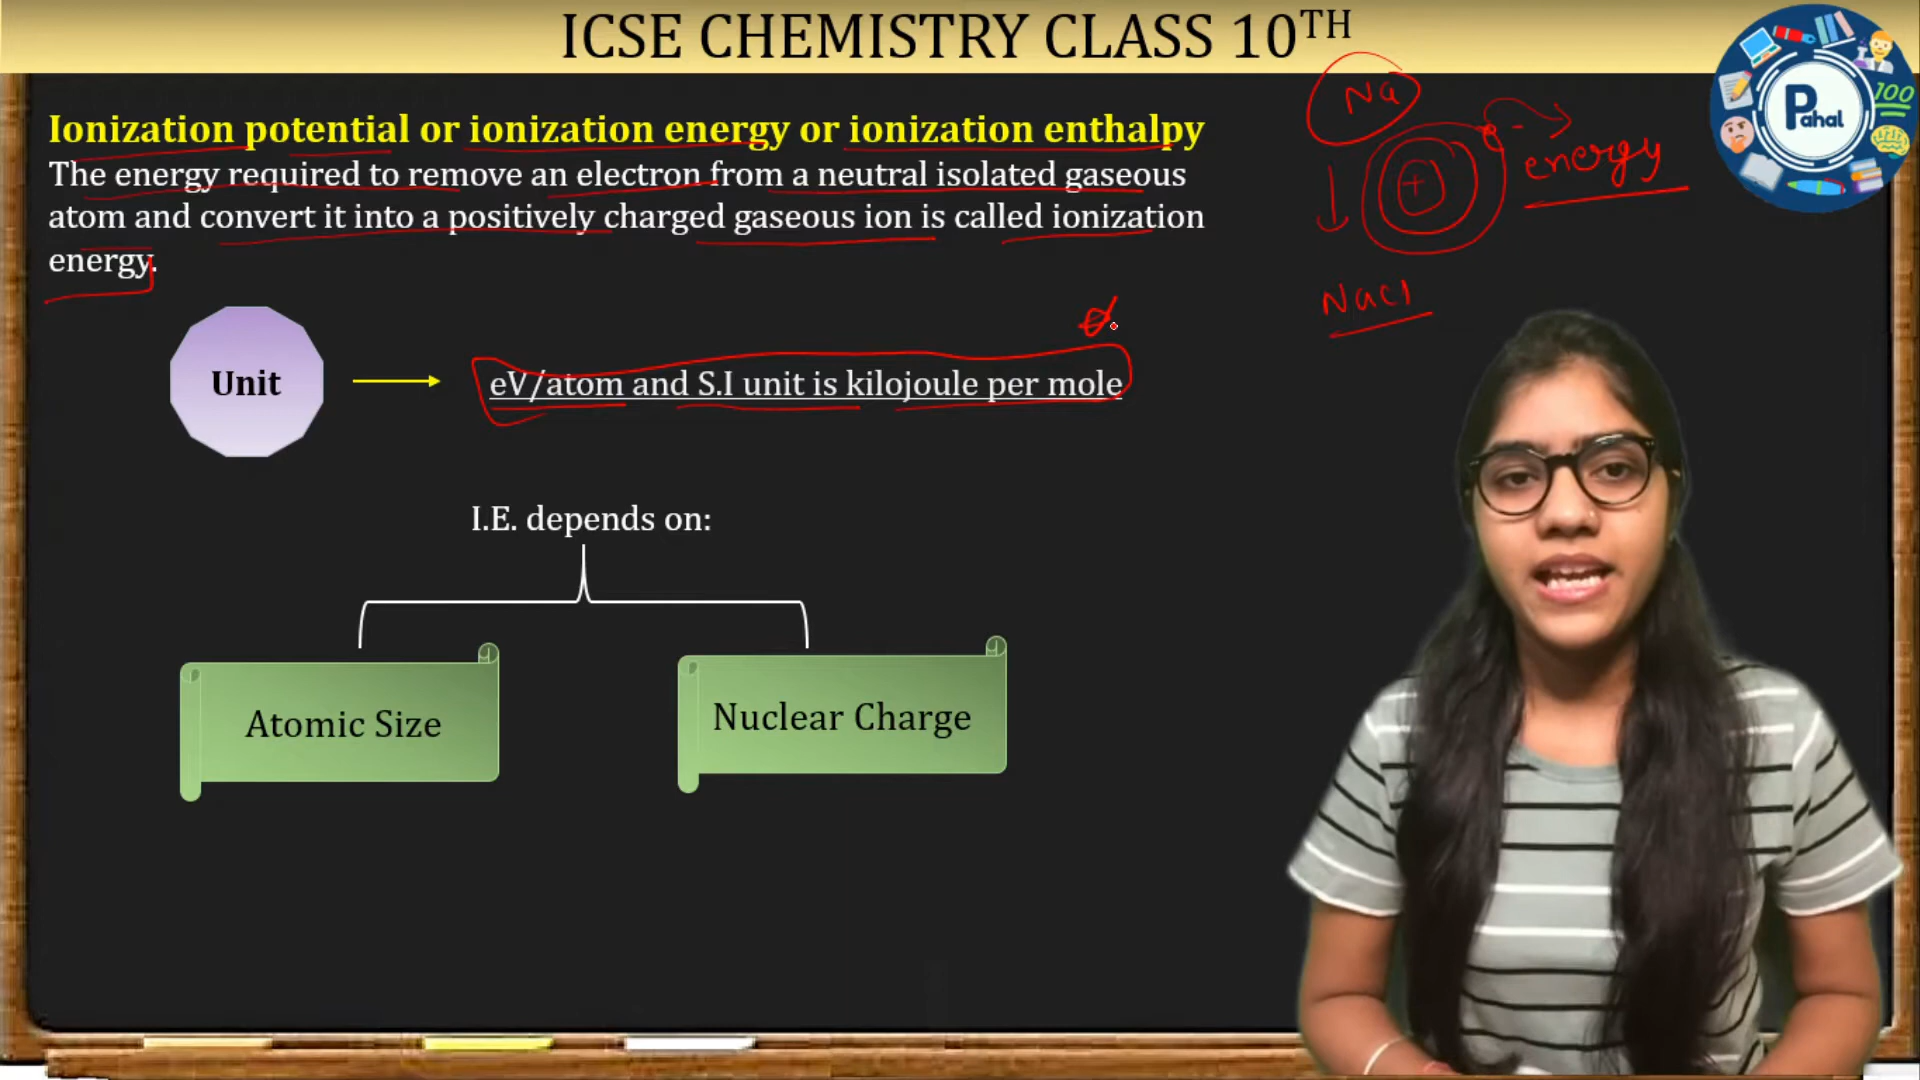 ICSE CHEMISTRY CLASS 10TH
Na
100
Pahal
Ionization potential or ionization energy or ionization enthalpy
e-
energy
+
The energy required to remove an electron from a neutral isolated gaseous
atom and convert it into a positively charged gaseous ion is called ionization
energy.
NaCl
Unit
eV/atom and S.I unit is kilojoule per mole
I.E. depends on:
Atomic Size
Nuclear Charge